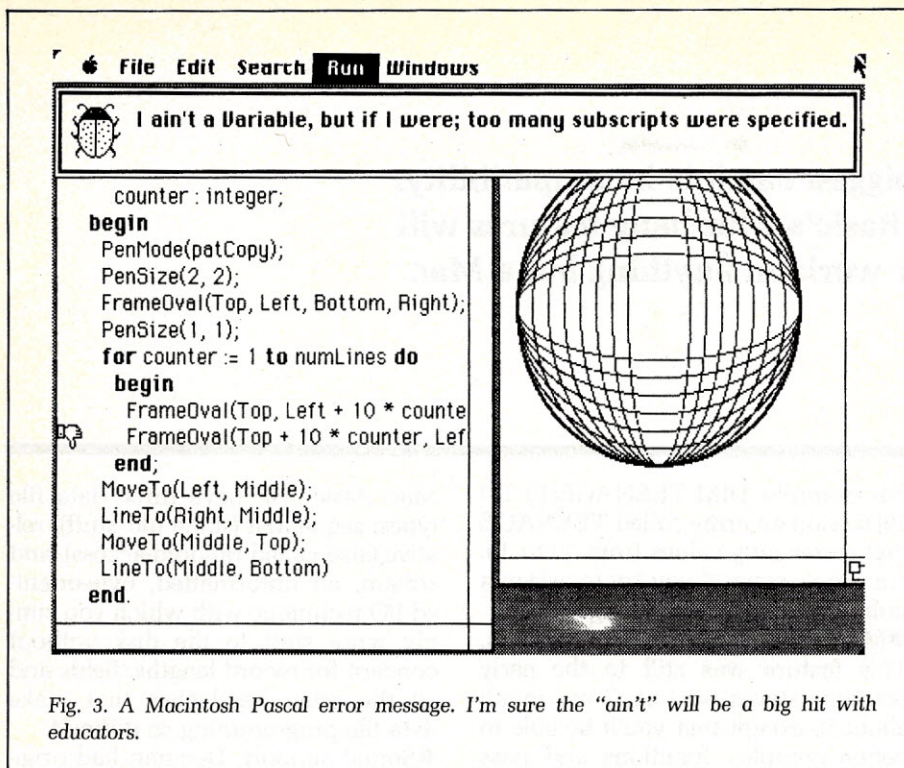 File Edit Search Run Windows
I ain't a Variable, but if I were; too many subscripts were specified.
counter : integer;
begin
PenMode(patCopy);
PenSize(2, 2);
FrameOval(Top, Left, Bottom, Right);
PenSize(1, 1);
for counter := 1 to numLines do
begin
FrameOval(Top, Left + 10 * counte
FrameOval(Top + 10 * counter, Lef
end;
MoveTo(Left, Middle);
LineTo(Right, Middle);
MoveTo(Middle, Top);
LineTo(Middle, Bottom)
end.
Fig. 3. A Macintosh Pascal error message. I'm sure the "ain't" will be a big hit with
educators.